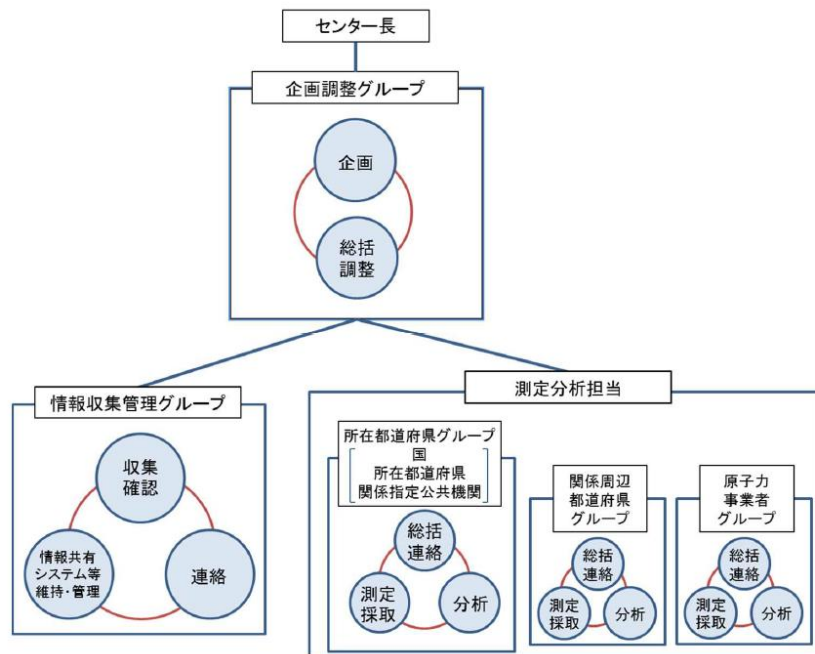 センター長
企画調整グループ
企画
総括
調整
情報収集管理グループ
収集
確認
情報共有
システム等
維持・管理
連絡
測定分析担当
所在都道府県グループ
国
所在都道府県
関係指定公共機関
総括
連絡
測定
採取
分析
関係周辺
都道府県
グループ
総括
連絡
測定
採取
分析
原子力
事業者
グループ
総括
連絡
測定
採取
分析